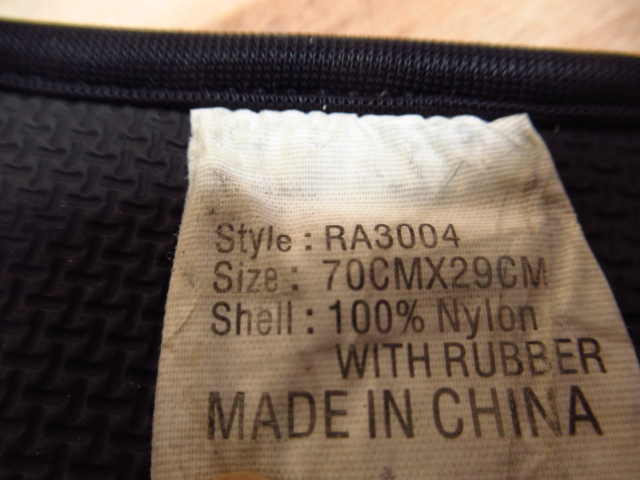 Style : RA3004
Size : 70CMX29CM
Shell : 100% Nylon
WITH RUBBER
MADE IN CHINA